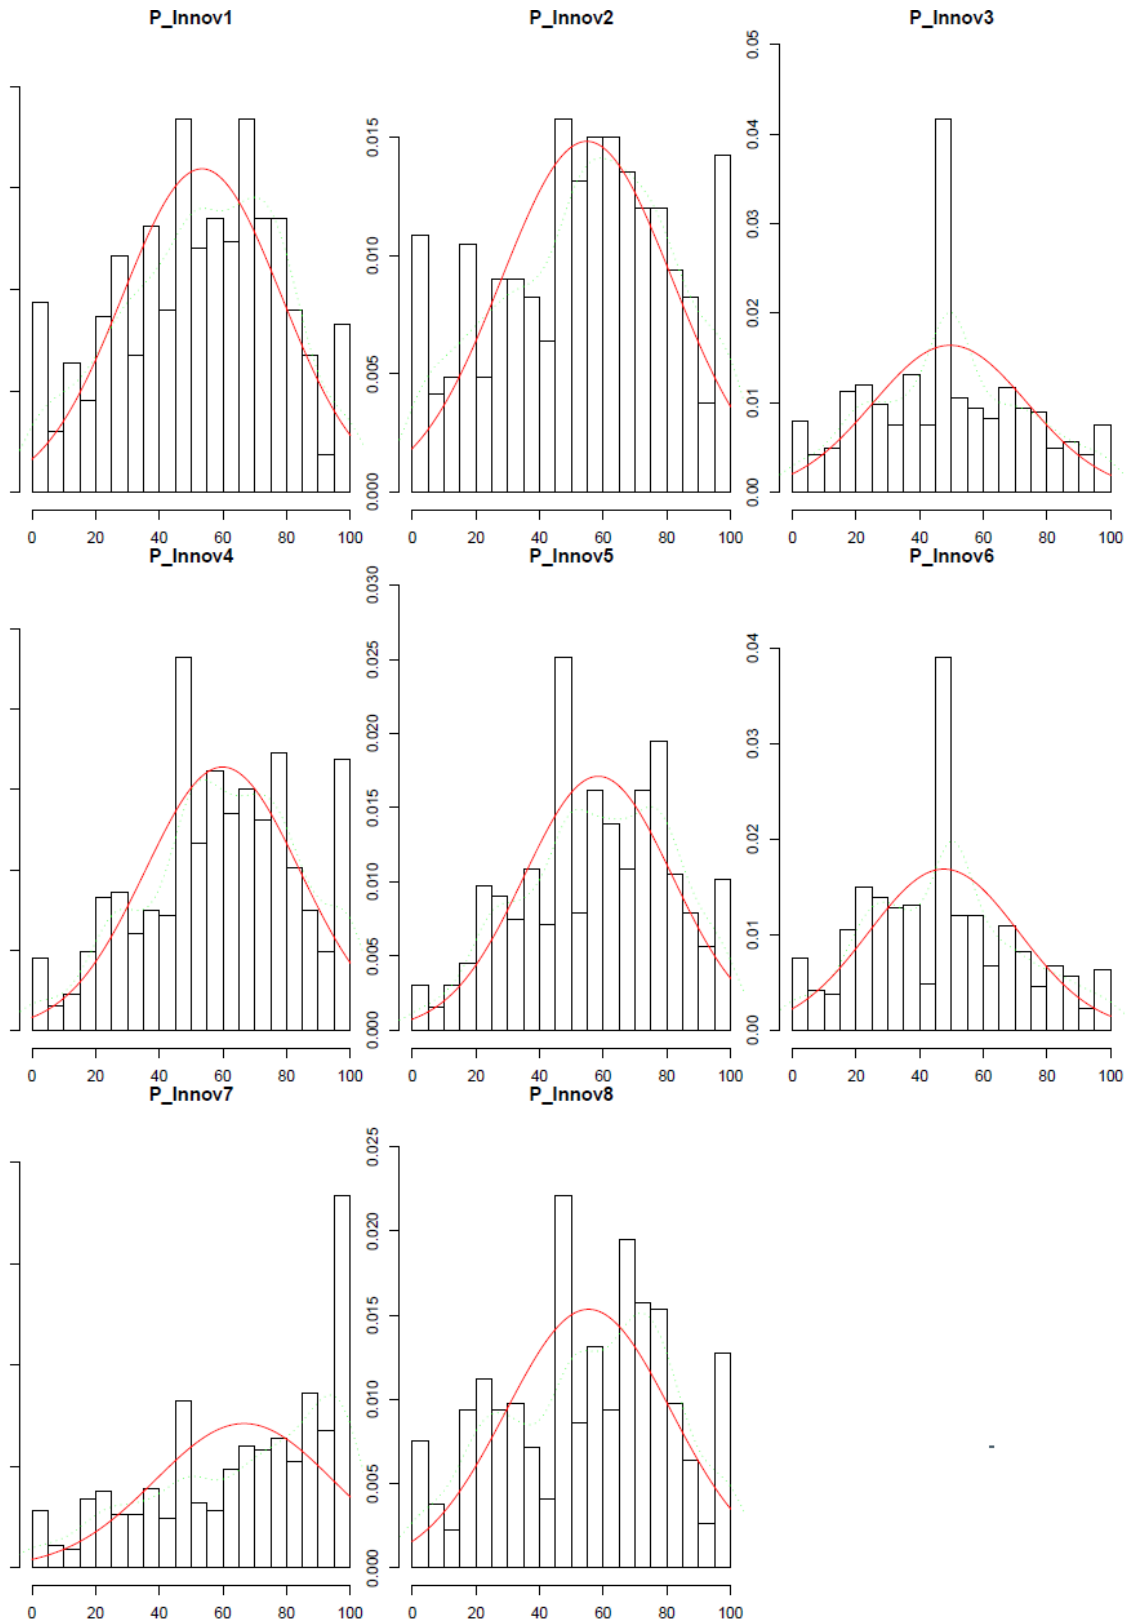 P_Innov1 P_Innov2 P_Innov3
0.000 0.005 0.010 0.015
0.00 0.01 0.02 0.03 0.04 0.05
0 20 40 60 80 100 0 20 40 60 80 100 0 20 40 60 80 100
P_Innov4 P_Innov5 P_Innov6
0.000 0.005 0.010 0.015 0.020 0.025 0.030
0.00 0.01 0.02 0.03 0.04
0 20 40 60 80 100 0 20 40 60 80 100 0 20 40 60 80 100
P_Innov7 P_Innov8
0.000 0.005 0.010 0.015 0.020 0.025
0 20 40 60 80 100 0 20 40 60 80 100